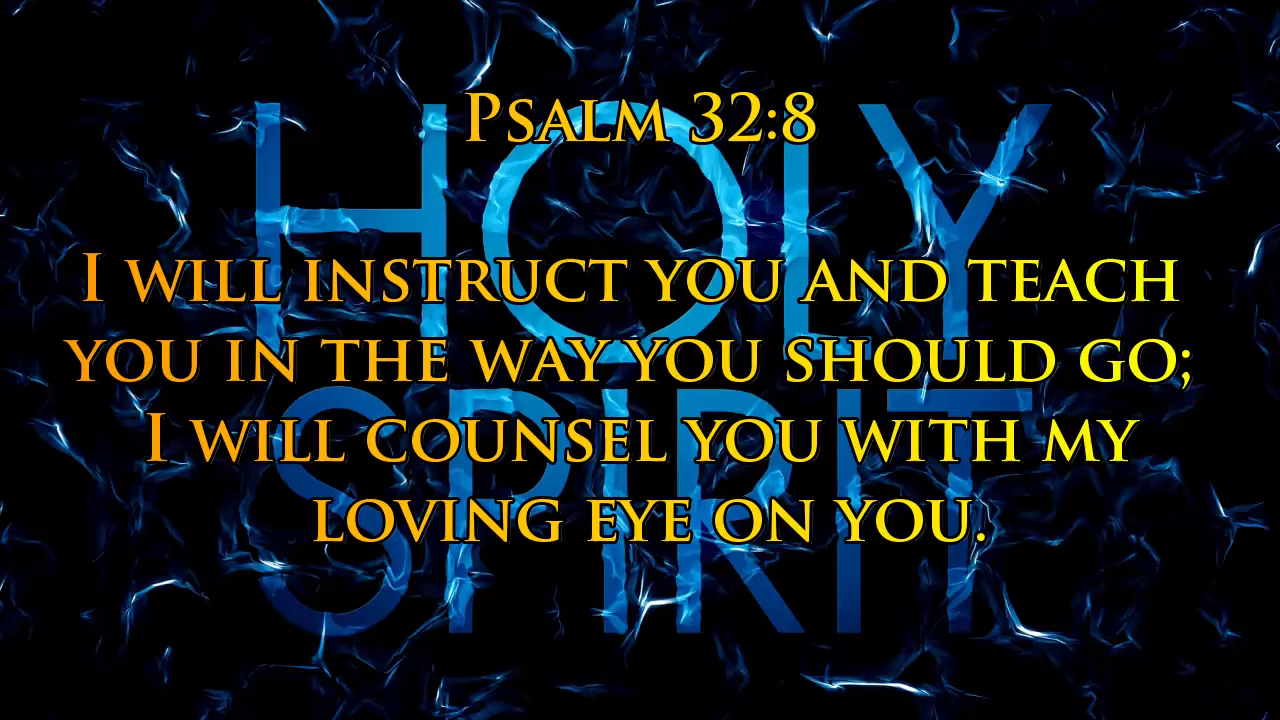 Psalm 32:8
HOLY
I will instruct you and teach
you in the way you should go;
SPIRIT
I will counsel you with my
loving eye on you.